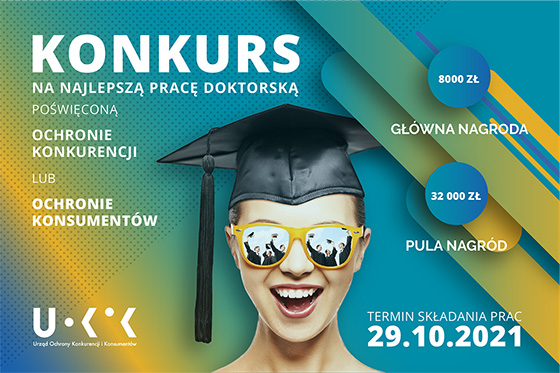 KONKURS
NA NAJLEPSZĄ PRACĘ DOKTORSKĄ
POŚWIĘCONĄ
OCHRONIE
KONKURENCJI
LUB
OCHRONIE
KONSUMENTÓW
8000 ZŁ
GŁÓWNA NAGRODA
32 000 ZŁ
PULA NAGRÓD
UOKiK
Urząd Ochrony Konkurencji i Konsumentów
TERMIN SKŁADANIA PRAC
29.10.2021